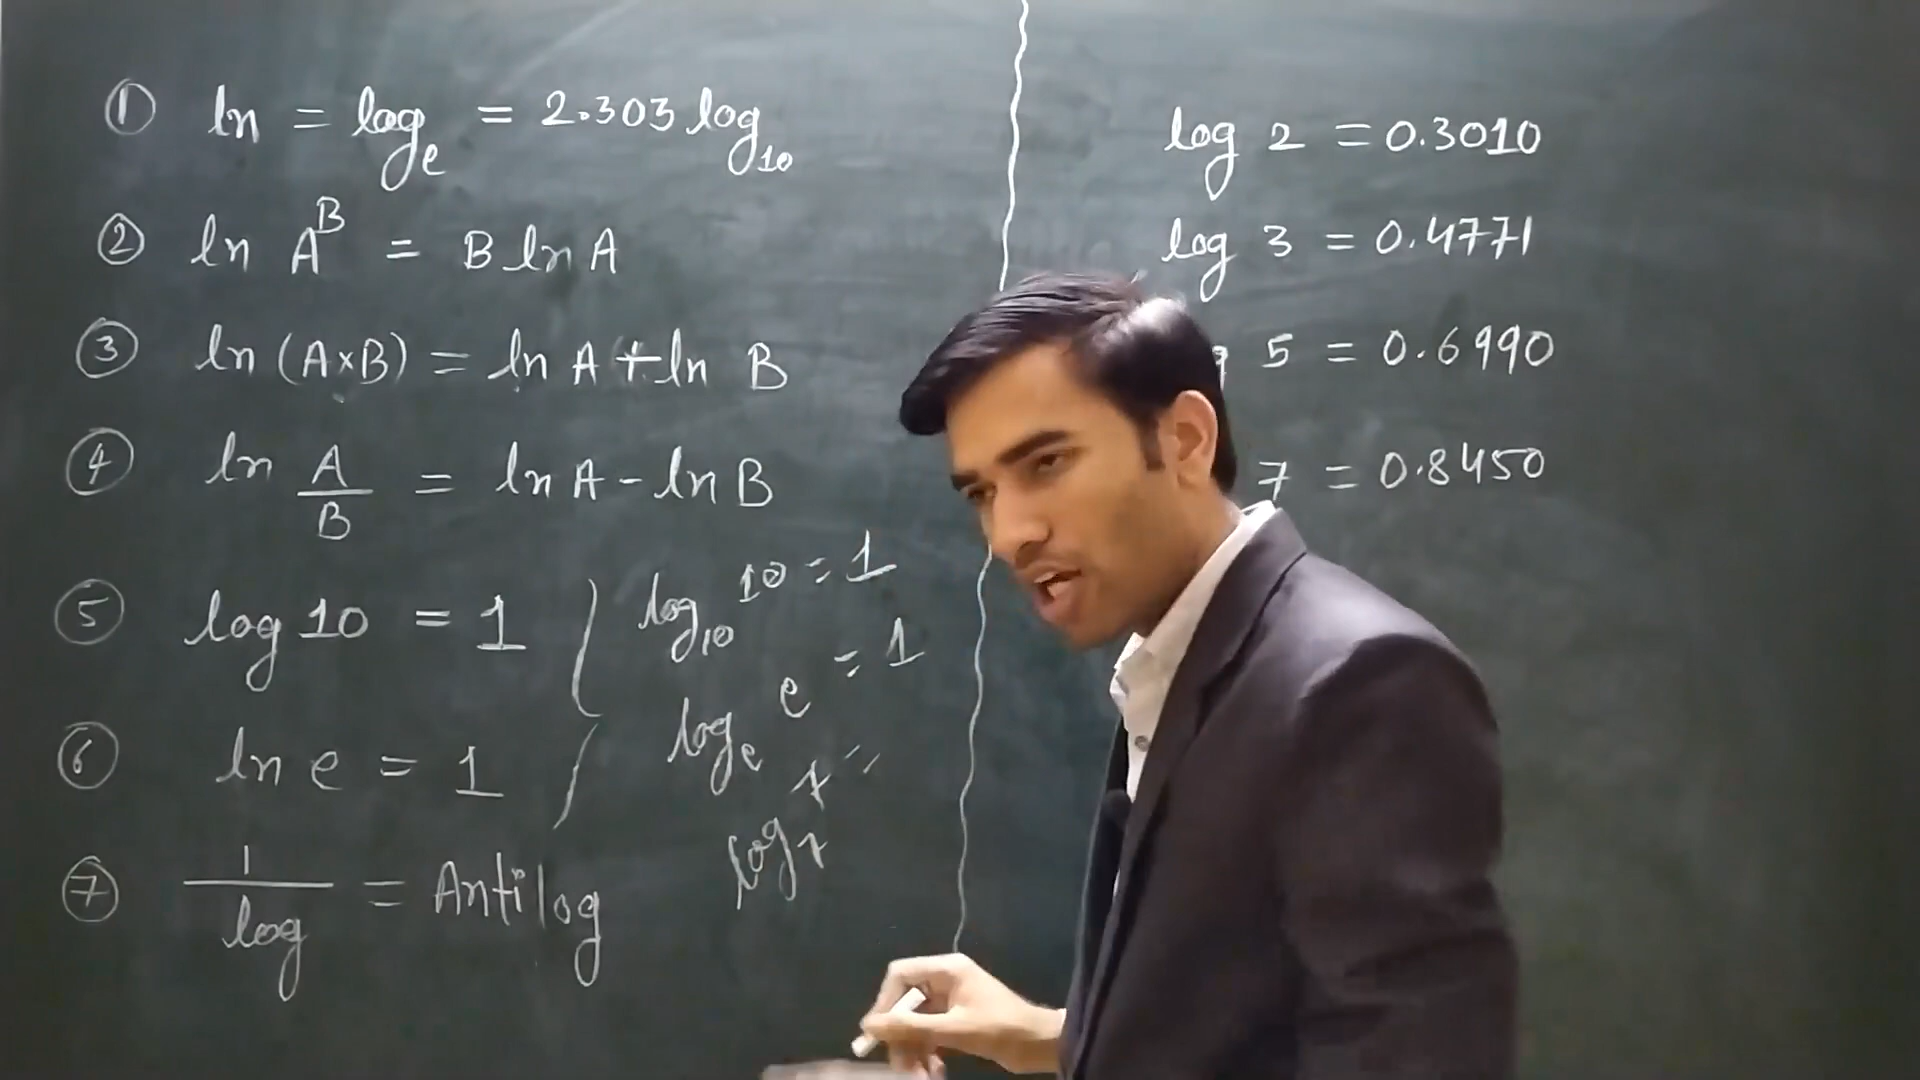 ① ln = logₑ = 2.303 log₁₀
② ln Aᴮ = B ln A
③ ln (A×B) = ln A + ln B
④ ln A/B = ln A - ln B
⑤ log 10 = 1
log₁₀ 10 = 1
⑥ ln e = 1
logₑ e = 1
⑦ 1/log = Antilog
log
log 2 = 0.3010
log 3 = 0.4771
5 = 0.6990
7 = 0.8450